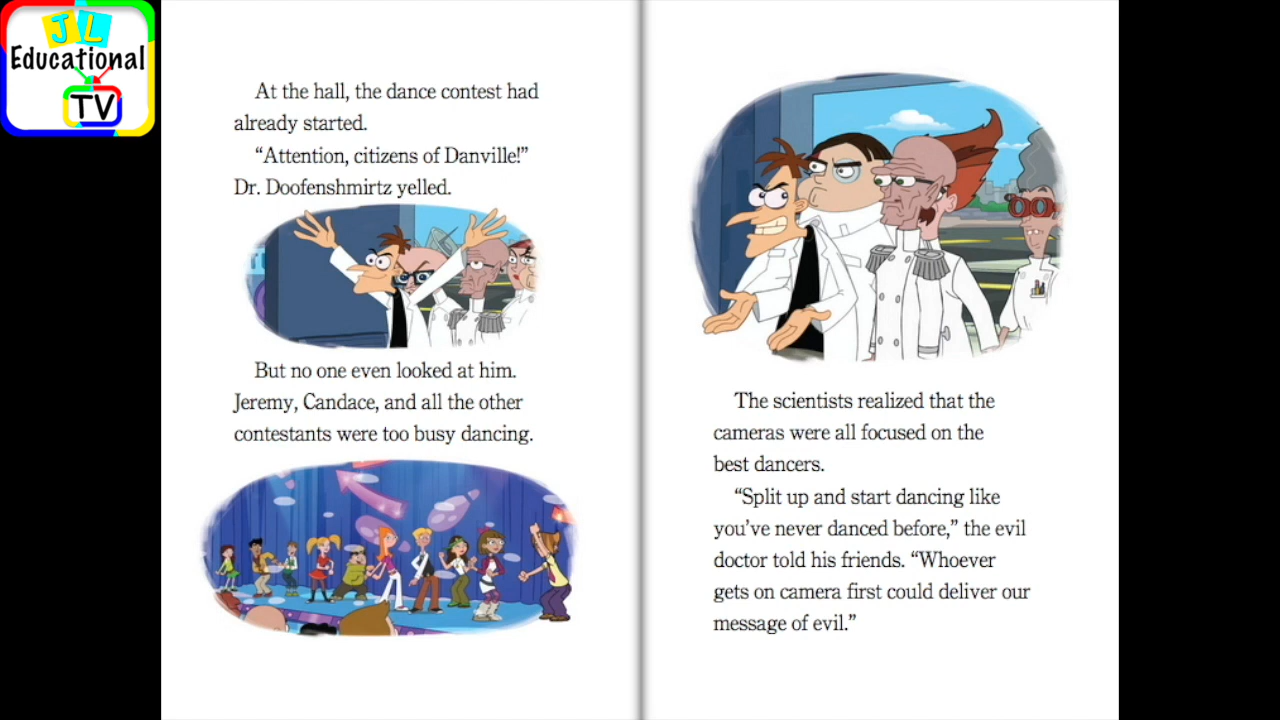 JL
Educational
TV
At the hall, the dance contest had
already started.
“Attention, citizens of Danville!”
Dr. Doofenshmirtz yelled.
But no one even looked at him.
Jeremy, Candace, and all the other
contestants were too busy dancing.
The scientists realized that the
cameras were all focused on the
best dancers.
“Split up and start dancing like
you’ve never danced before,” the evil
doctor told his friends. “Whoever
gets on camera first could deliver our
message of evil.”